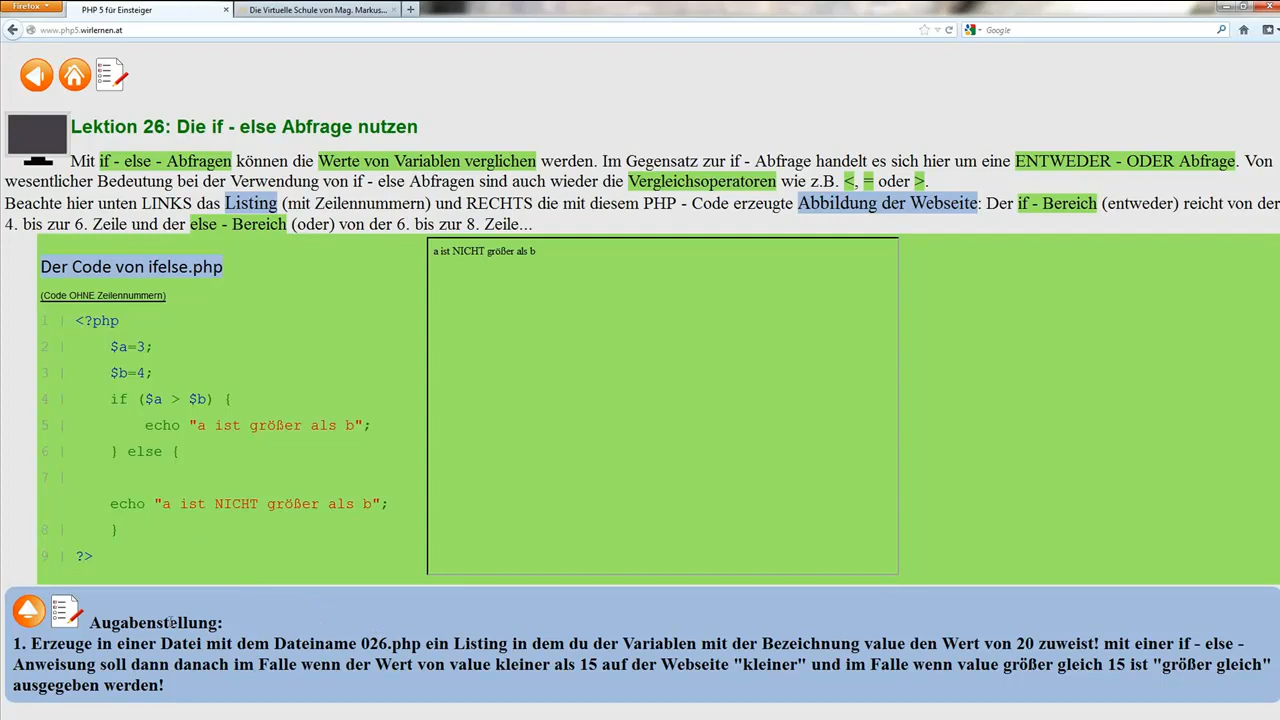 Firefox
PHP 5 für Einsteiger × Die Virtuelle Schule von Mag. Markus... × +
www.php5.wirlernen.at Google
Lektion 26: Die if - else Abfrage nutzen
Mit if - else - Abfragen können die Werte von Variablen verglichen werden. Im Gegensatz zur if - Abfrage handelt es sich hier um eine ENTWEDER - ODER Abfrage. Von
wesentlicher Bedeutung bei der Verwendung von if - else Abfragen sind auch wieder die Vergleichsoperatoren wie z.B. <, = oder >.
Beachte hier unten LINKS das Listing (mit Zeilennummern) und RECHTS die mit diesem PHP - Code erzeugte Abbildung der Webseite: Der if - Bereich (entweder) reicht von der
4. bis zur 6. Zeile und der else - Bereich (oder) von der 6. bis zur 8. Zeile...
Der Code von ifelse.php
(Code OHNE Zeilennummern)
1 | <?php
2 | $a=3;
3 | $b=4;
4 | if ($a > $b) {
5 | echo "a ist größer als b";
6 | } else {
7 |
echo "a ist NICHT größer als b";
8 | }
9 | ?>
a ist NICHT größer als b
Augabenstellung:
1. Erzeuge in einer Datei mit dem Dateiname 026.php ein Listing in dem du der Variablen mit der Bezeichnung value den Wert von 20 zuweist! mit einer if - else -
Anweisung soll dann danach im Falle wenn der Wert von value kleiner als 15 auf der Webseite "kleiner" und im Falle wenn value größer gleich 15 ist "größer gleich"
ausgegeben werden!